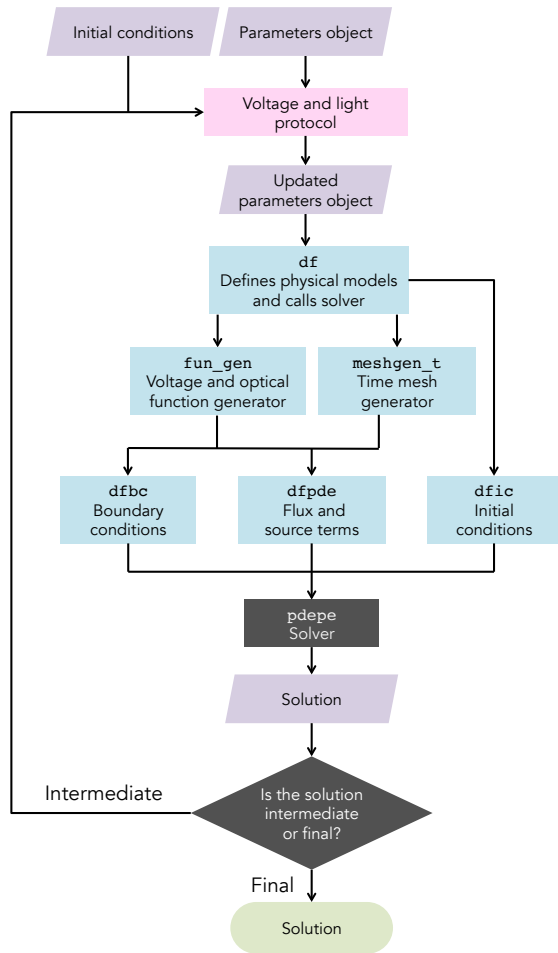 Initial conditions
Parameters object
Voltage and light
protocol
Updated
parameters object
df
Defines physical models
and calls solver
fun_gen
Voltage and optical
function generator
meshgen_t
Time mesh
generator
dfbc
Boundary
conditions
dfpde
Flux and
source terms
dfic
Initial
conditions
pdepe
Solver
Solution
Is the solution
intermediate
or final?
Intermediate
Final
Solution